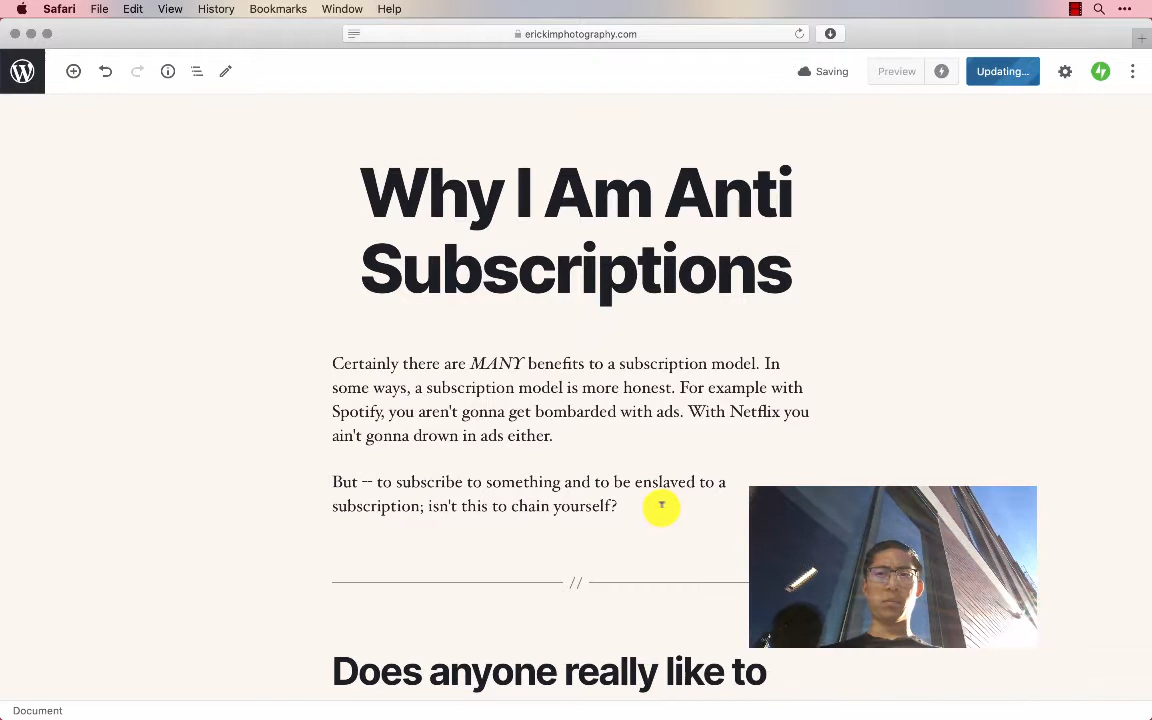 Safari File Edit View History Bookmarks Window Help
erickimphotography.com
Saving Preview Updating...
Why I Am Anti
Subscriptions
Certainly there are MANY benefits to a subscription model. In
some ways, a subscription model is more honest. For example with
Spotify, you aren't gonna get bombarded with ads. With Netflix you
ain't gonna drown in ads either.
But -- to subscribe to something and to be enslaved to a
subscription; isn't this to chain yourself?
//
Does anyone really like to
Document